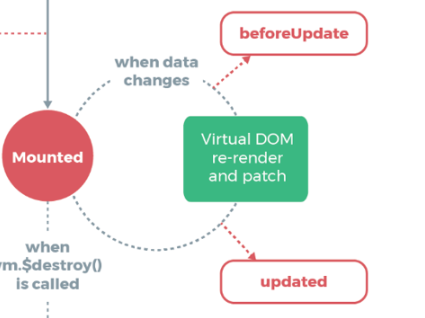 beforeUpdate
when data
changes
Virtual DOM
re-render
and patch
Mounted
when
vm.$destroy()
is called
updated